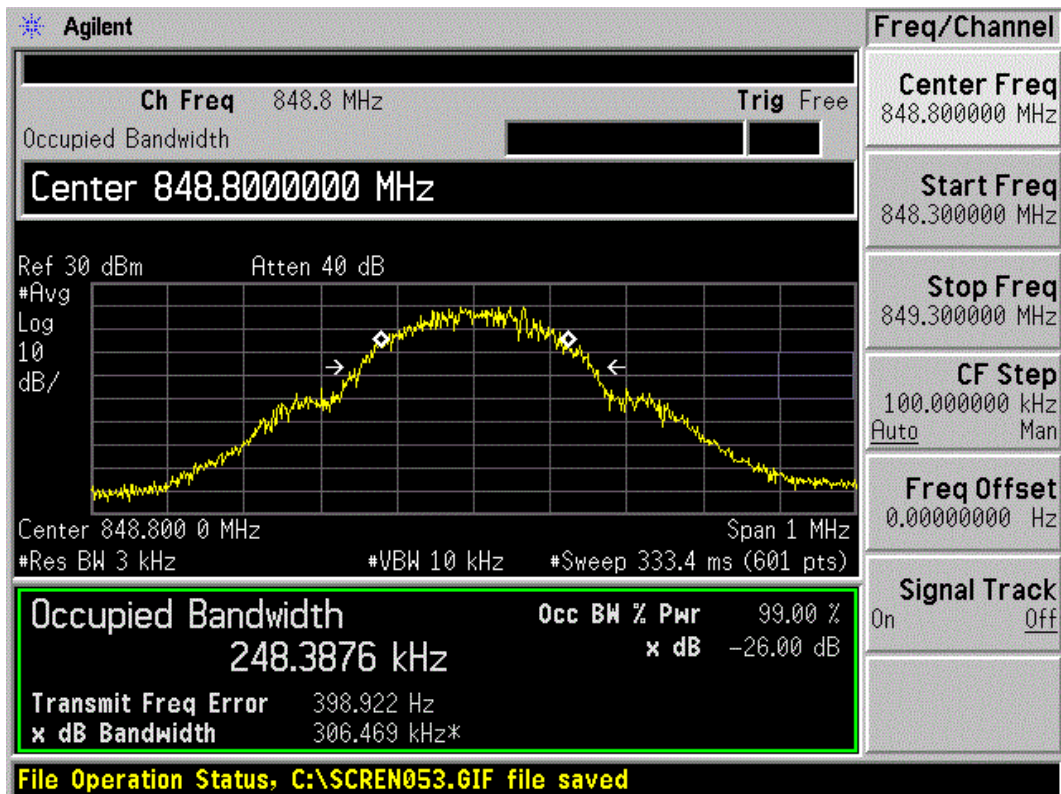 Agilent
Freq/Channel
Ch Freq 848.8 MHz Trig Free
Occupied Bandwidth
Center 848.8000000 MHz
Ref 30 dBm Atten 40 dB
#Avg
Log
10
dB/
Center 848.800 0 MHz Span 1 MHz
#Res BW 3 kHz #VBW 10 kHz #Sweep 333.4 ms (601 pts)
Occupied Bandwidth
248.3876 kHz
Occ BW % Pwr 99.00 %
x dB -26.00 dB
Transmit Freq Error 398.922 Hz
x dB Bandwidth 306.469 kHz*
File Operation Status, C:\SCREN053.GIF file saved
Center Freq
848.800000 MHz
Start Freq
848.300000 MHz
Stop Freq
849.300000 MHz
CF Step
100.000000 kHz
Auto Man
Freq Offset
0.00000000 Hz
Signal Track
On Off